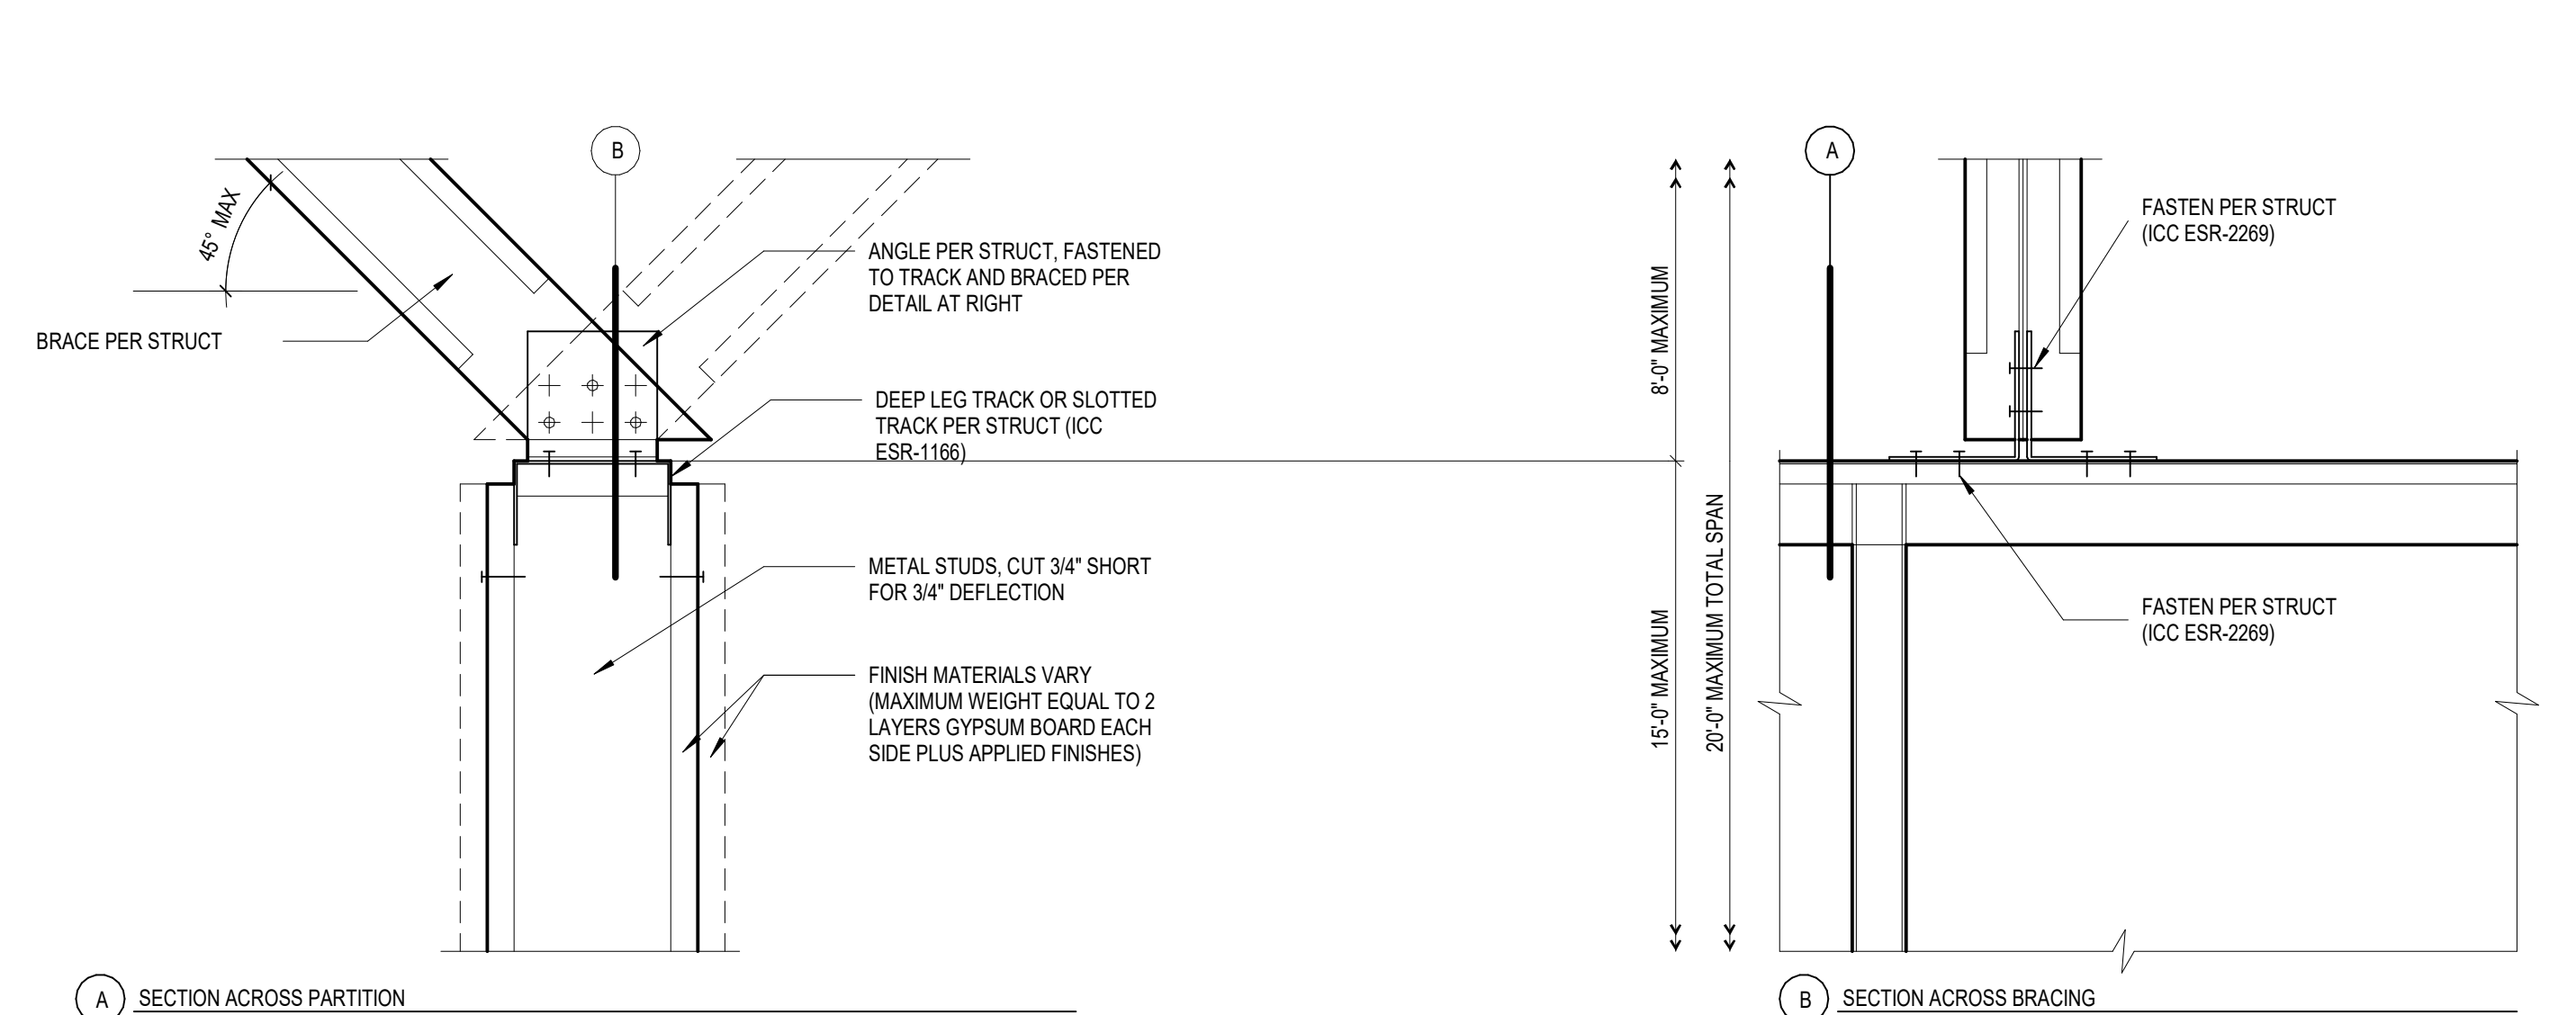 B
45° MAX
BRACE PER STRUCT
ANGLE PER STRUCT, FASTENED
TO TRACK AND BRACED PER
DETAIL AT RIGHT
DEEP LEG TRACK OR SLOTTED
TRACK PER STRUCT (ICC
ESR-1166)
METAL STUDS, CUT 3/4" SHORT
FOR 3/4" DEFLECTION
FINISH MATERIALS VARY
(MAXIMUM WEIGHT EQUAL TO 2
LAYERS GYPSUM BOARD EACH
SIDE PLUS APPLIED FINISHES)
A
SECTION ACROSS PARTITION
8'-0" MAXIMUM
15'-0" MAXIMUM
20'-0" MAXIMUM TOTAL SPAN
A
FASTEN PER STRUCT
(ICC ESR-2269)
FASTEN PER STRUCT
(ICC ESR-2269)
B
SECTION ACROSS BRACING